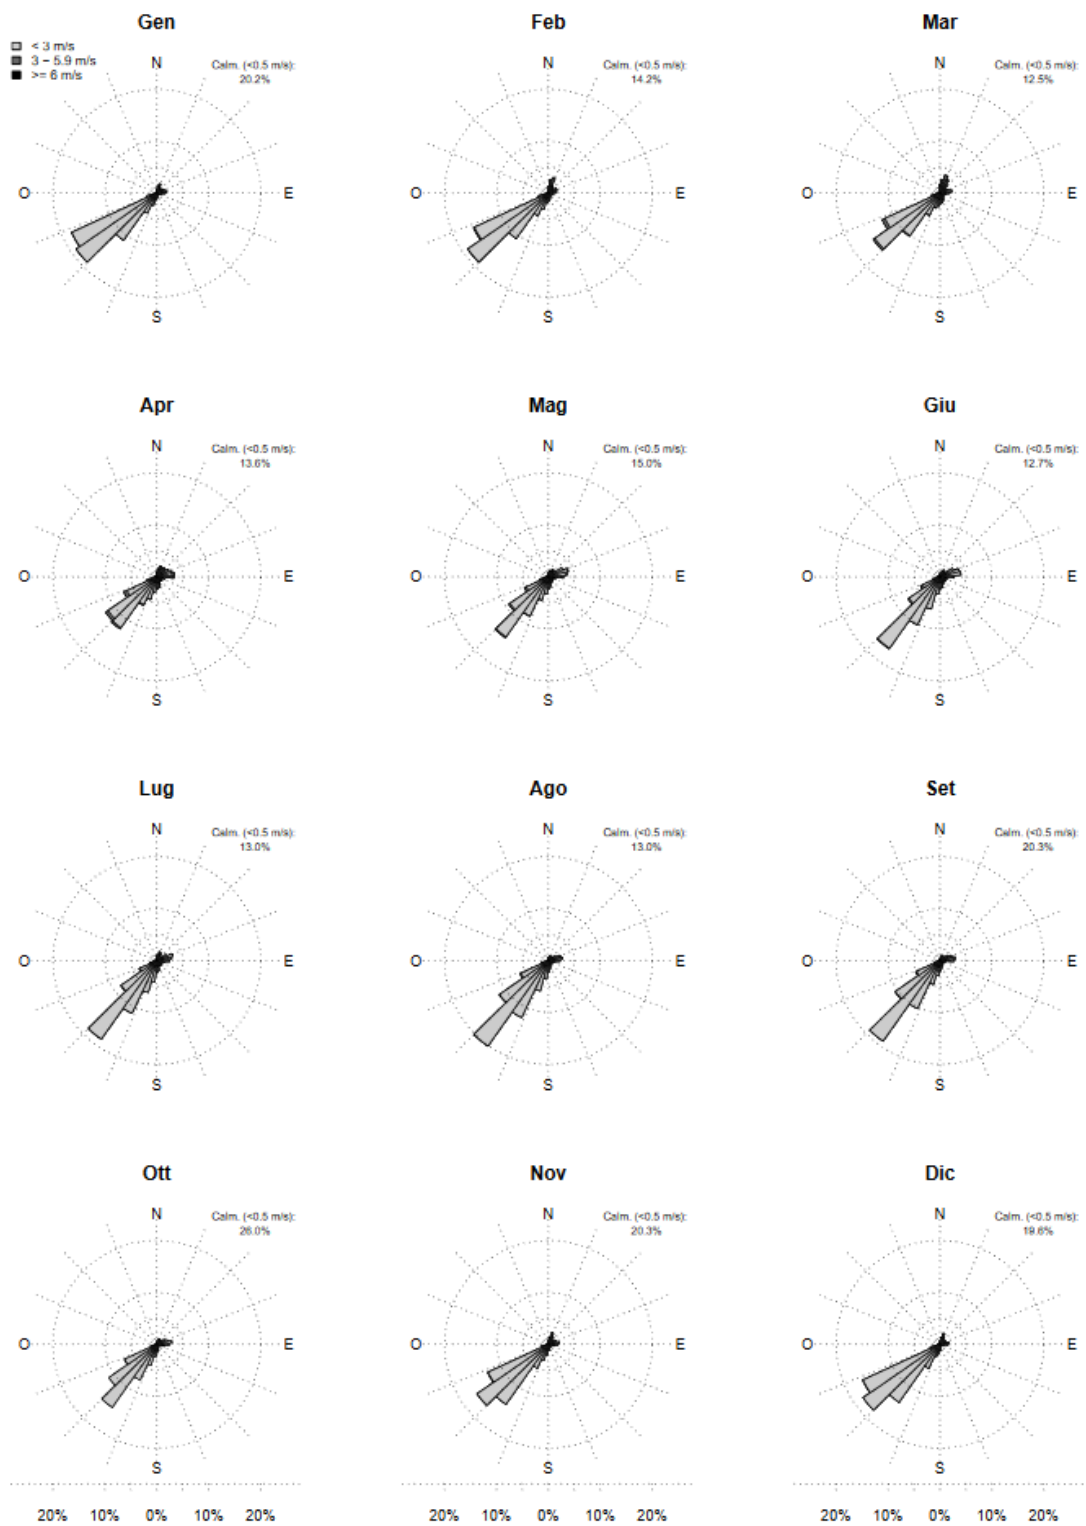 Gen
Feb
Mar
< 3 m/s
3 − 5.9 m/s
>= 6 m/s
N
Calm. (<0.5 m/s):
20.2%
O
E
S
N
Calm. (<0.5 m/s):
14.2%
O
E
S
N
Calm. (<0.5 m/s):
12.5%
O
E
S
Apr
Mag
Giu
N
Calm. (<0.5 m/s):
13.6%
O
E
S
N
Calm. (<0.5 m/s):
15.0%
O
E
S
N
Calm. (<0.5 m/s):
12.7%
O
E
S
Lug
Ago
Set
N
Calm. (<0.5 m/s):
13.0%
O
E
S
N
Calm. (<0.5 m/s):
13.0%
O
E
S
N
Calm. (<0.5 m/s):
20.3%
O
E
S
Ott
Nov
Dic
N
Calm. (<0.5 m/s):
26.0%
O
E
S
N
Calm. (<0.5 m/s):
20.3%
O
E
S
N
Calm. (<0.5 m/s):
19.6%
O
E
S
20% 10% 0% 10% 20%
20% 10% 0% 10% 20%
20% 10% 0% 10% 20%